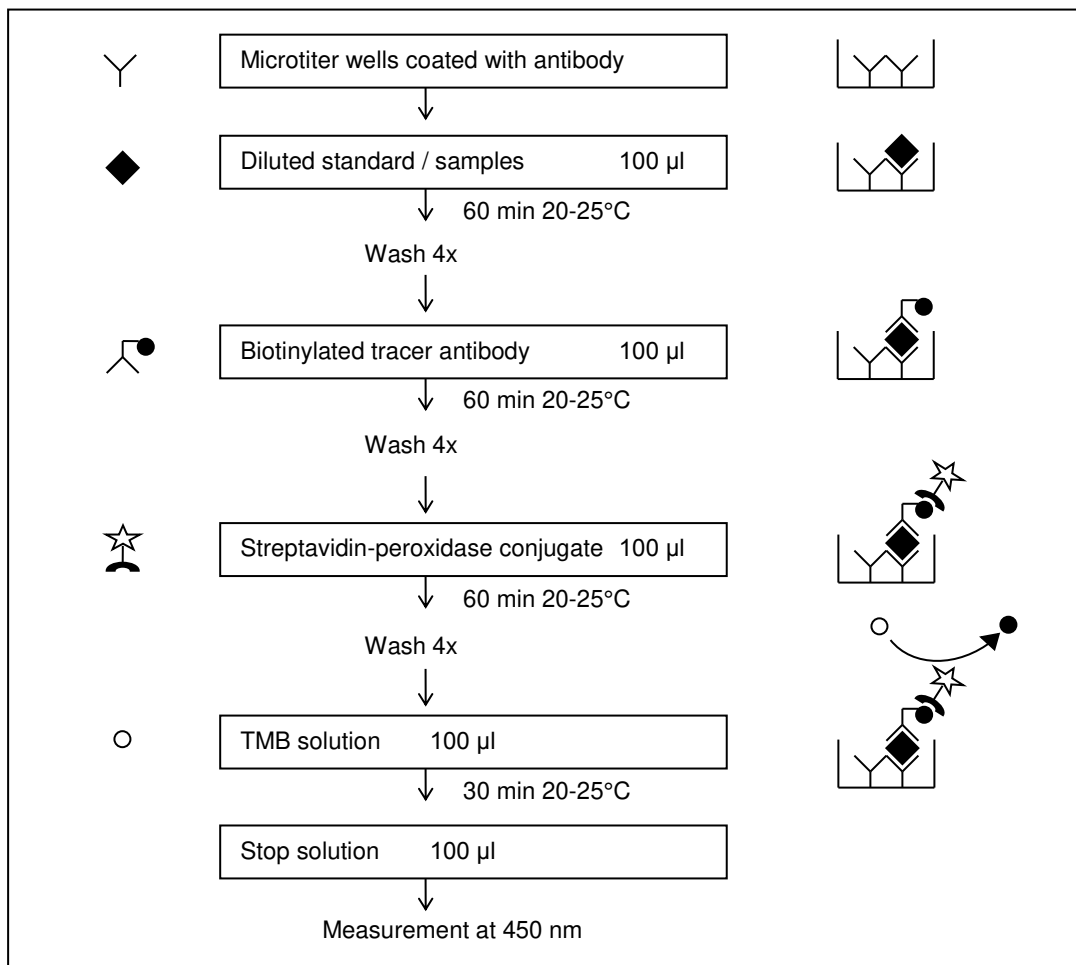 Microtiter wells coated with antibody
Diluted standard / samples 100 µl
60 min 20-25°C
Wash 4x
Biotinylated tracer antibody 100 µl
60 min 20-25°C
Wash 4x
Streptavidin-peroxidase conjugate 100 µl
60 min 20-25°C
Wash 4x
TMB solution 100 µl
30 min 20-25°C
Stop solution 100 µl
Measurement at 450 nm